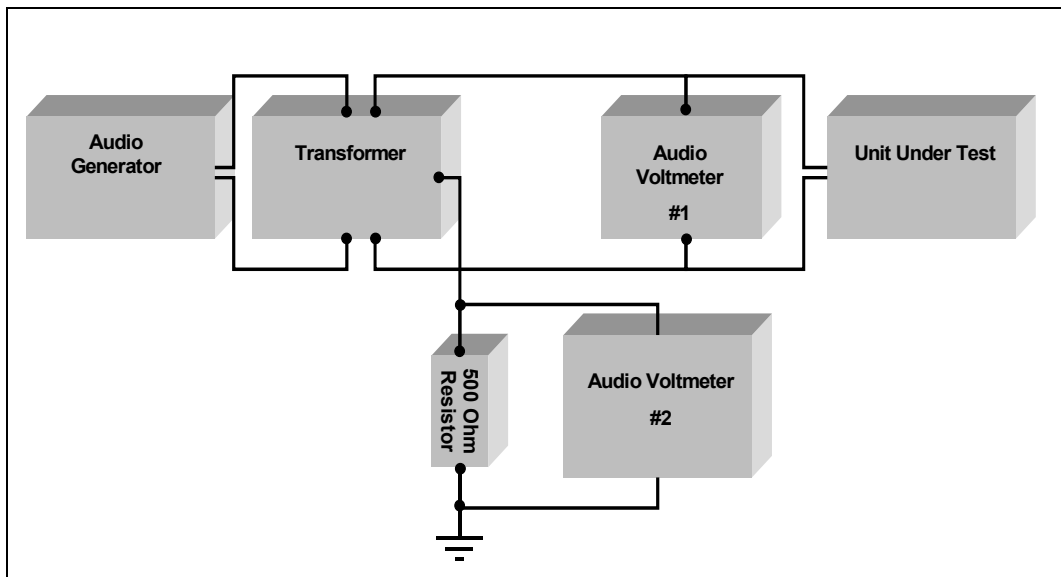 Audio
Generator
Transformer
Audio
Voltmeter
#1
Unit Under Test
500 Ohm
Resistor
Audio Voltmeter
#2